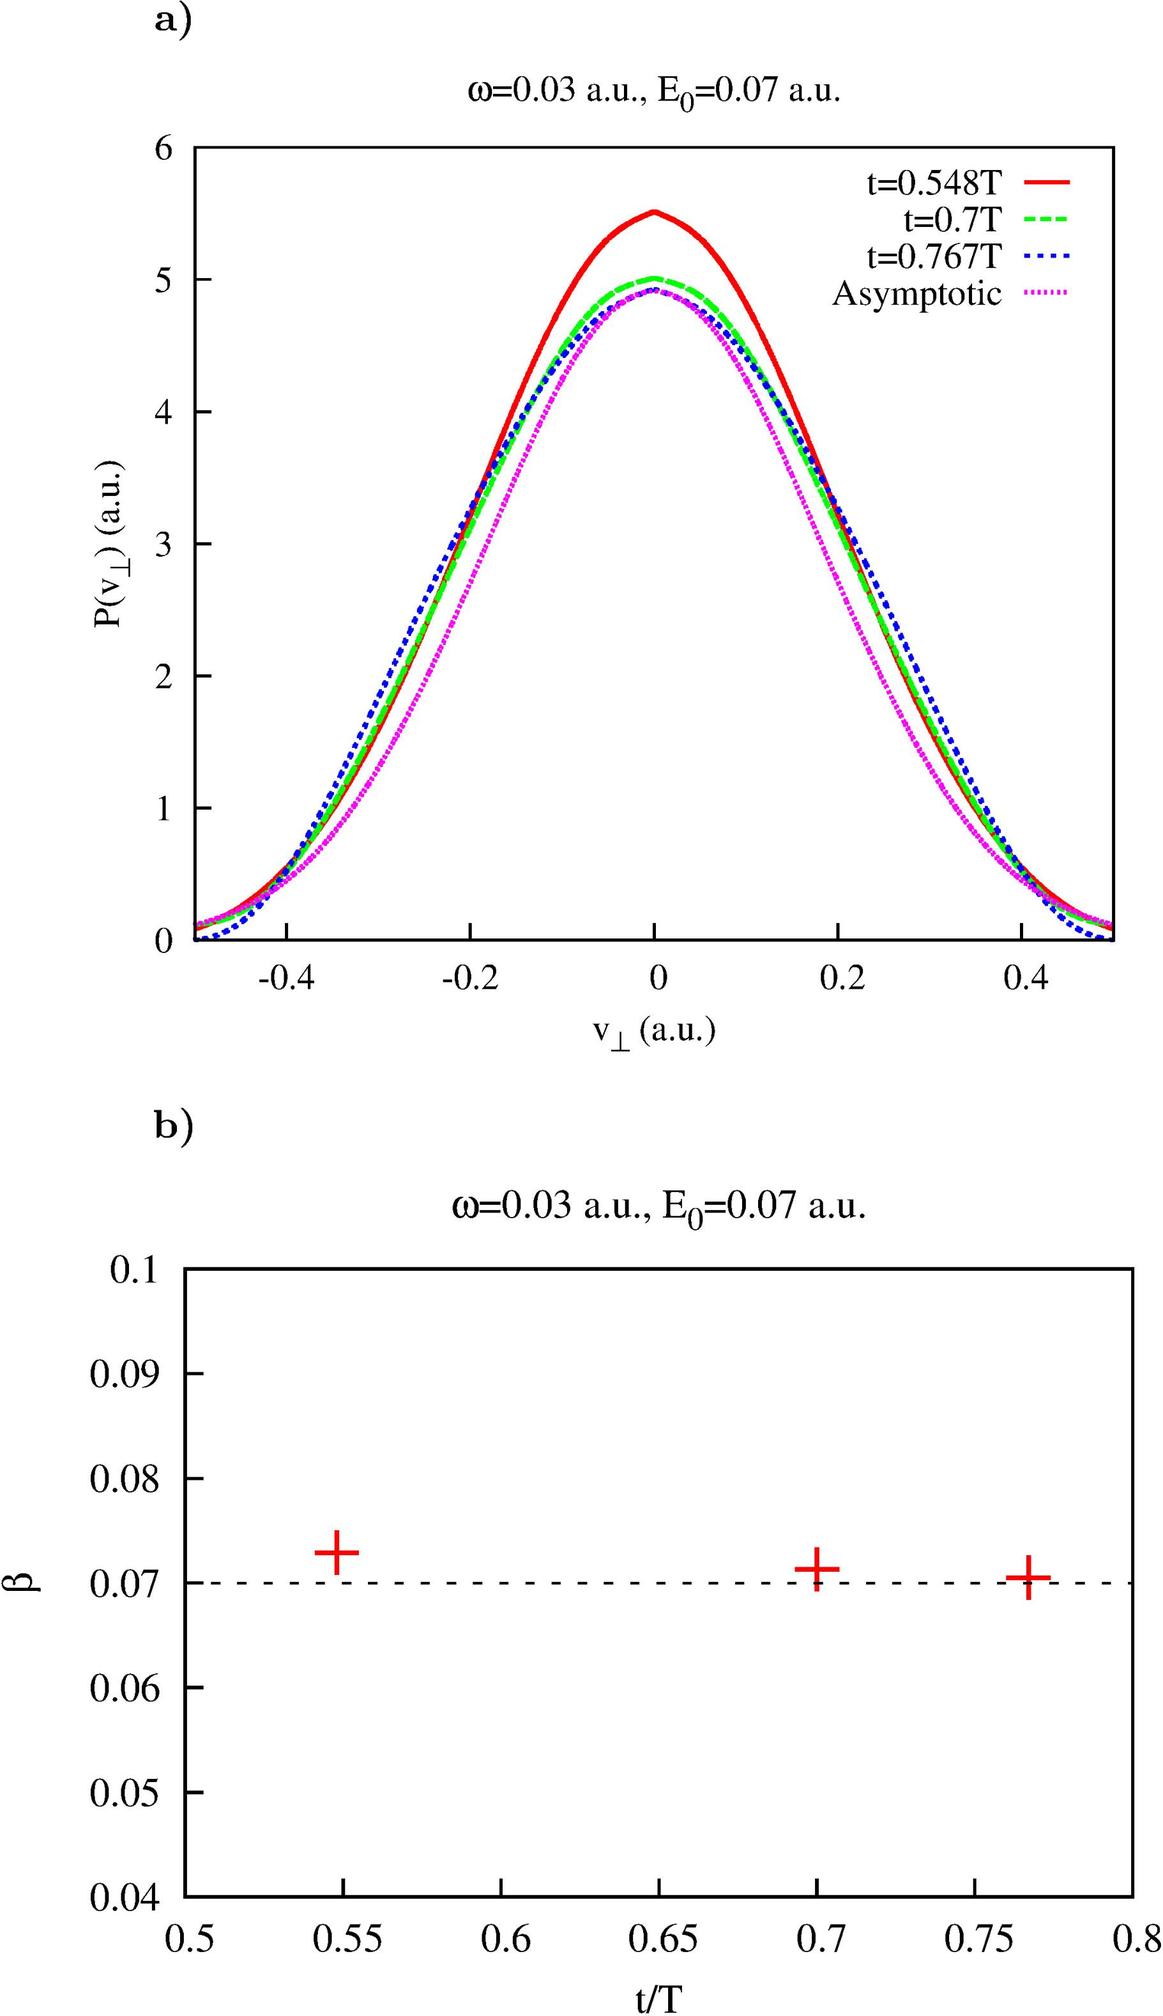 a)
ω=0.03 a.u., E0=0.07 a.u.
6
5
4
3
2
1
0
P(v⊥) (a.u.)
t=0.548T
t=0.7T
t=0.767T
Asymptotic
-0.4 -0.2 0 0.2 0.4
v⊥ (a.u.)
b)
ω=0.03 a.u., E0=0.07 a.u.
0.1
0.09
0.08
0.07
0.06
0.05
0.04
β
0.5 0.55 0.6 0.65 0.7 0.75 0.8
t/T